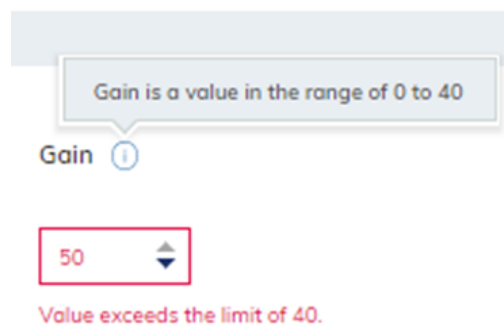 Gain is a value in the range of 0 to 40
Gain
50
Value exceeds the limit of 40.